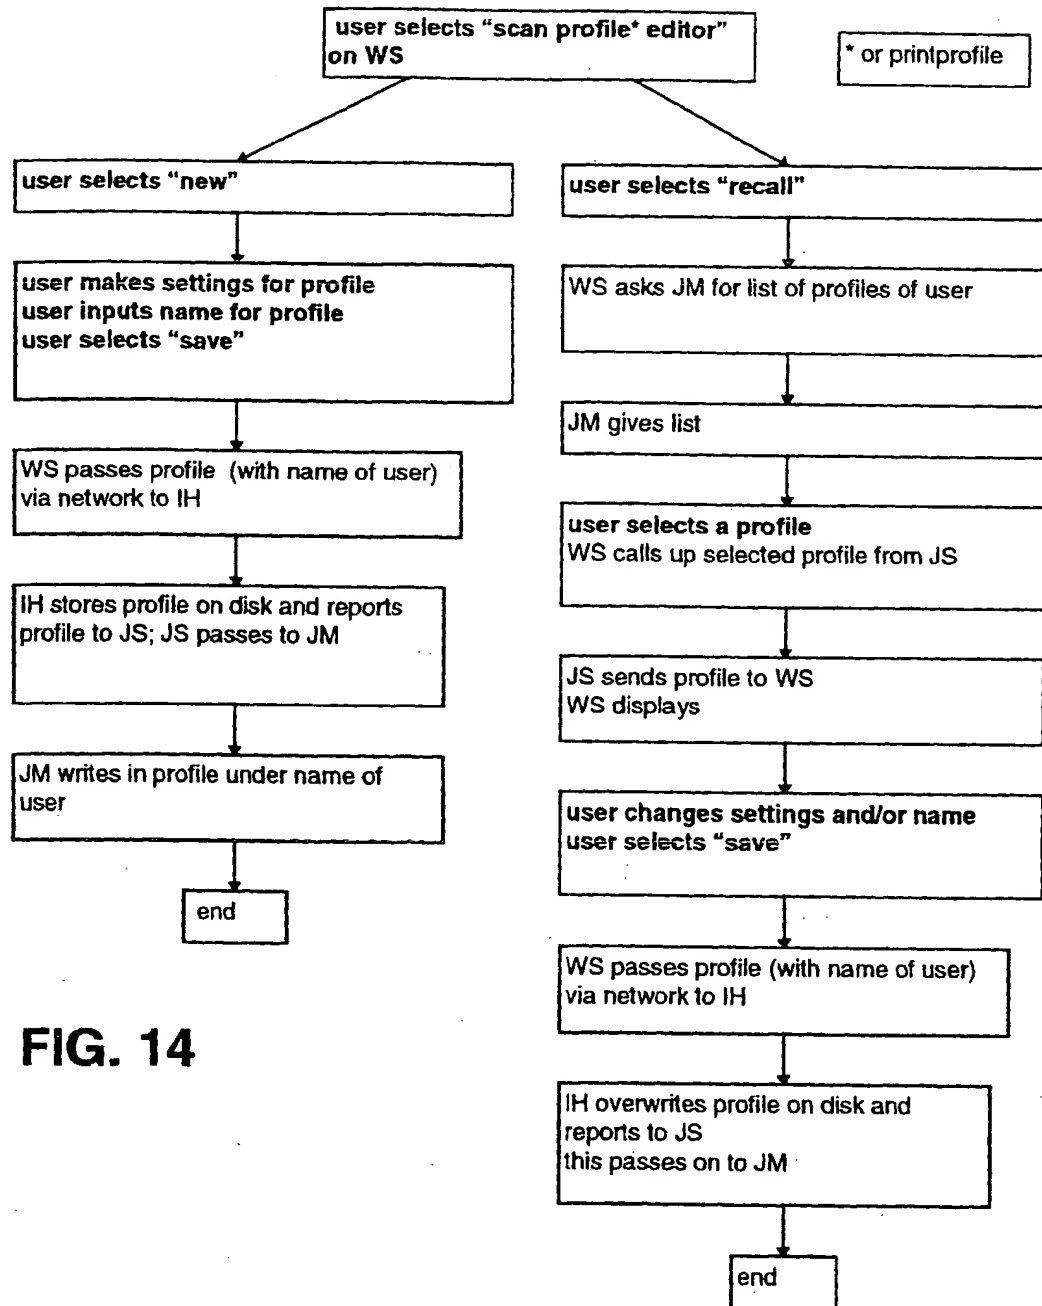 user selects “scan profile* editor”
on WS
* or printprofile
user selects “new”
user makes settings for profile
user inputs name for profile
user selects “save”
WS passes profile (with name of user)
via network to IH
IH stores profile on disk and reports
profile to JS; JS passes to JM
JM writes in profile under name of
user
end
user selects “recall”
WS asks JM for list of profiles of user
JM gives list
user selects a profile
WS calls up selected profile from JS
JS sends profile to WS
WS displays
user changes settings and/or name
user selects “save”
WS passes profile (with name of user)
via network to IH
IH overwrites profile on disk and
reports to JS
this passes on to JM
end
FIG. 14